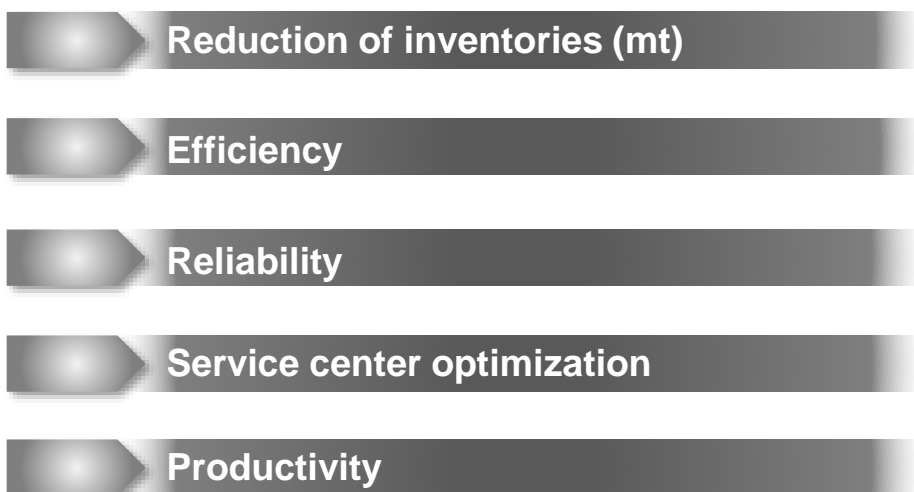 Reduction of inventories (mt)
Efficiency
Reliability
Service center optimization
Productivity